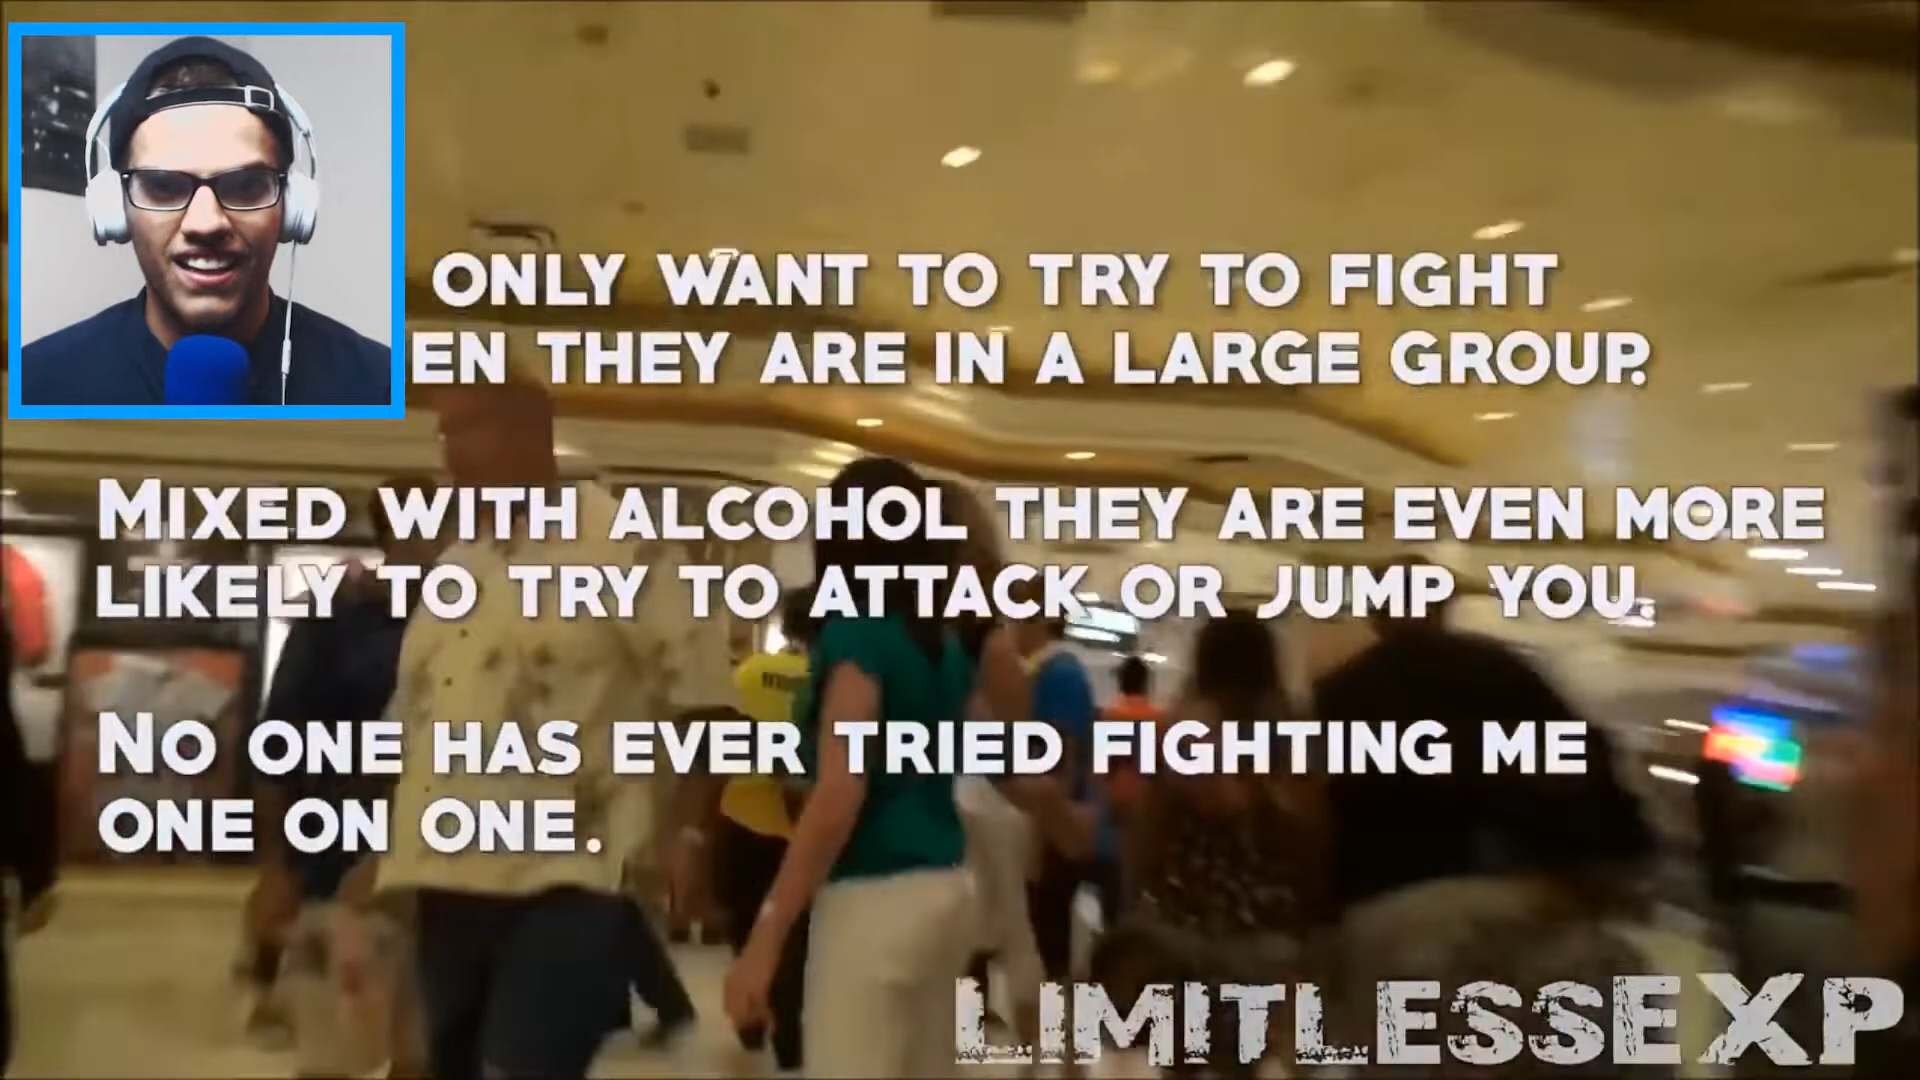 ONLY WANT TO TRY TO FIGHT
EN THEY ARE IN A LARGE GROUP.
MIXED WITH ALCOHOL THEY ARE EVEN MORE
LIKELY TO TRY TO ATTACK OR JUMP YOU.
NO ONE HAS EVER TRIED FIGHTING ME
ONE ON ONE.
LIMITLESSEXP